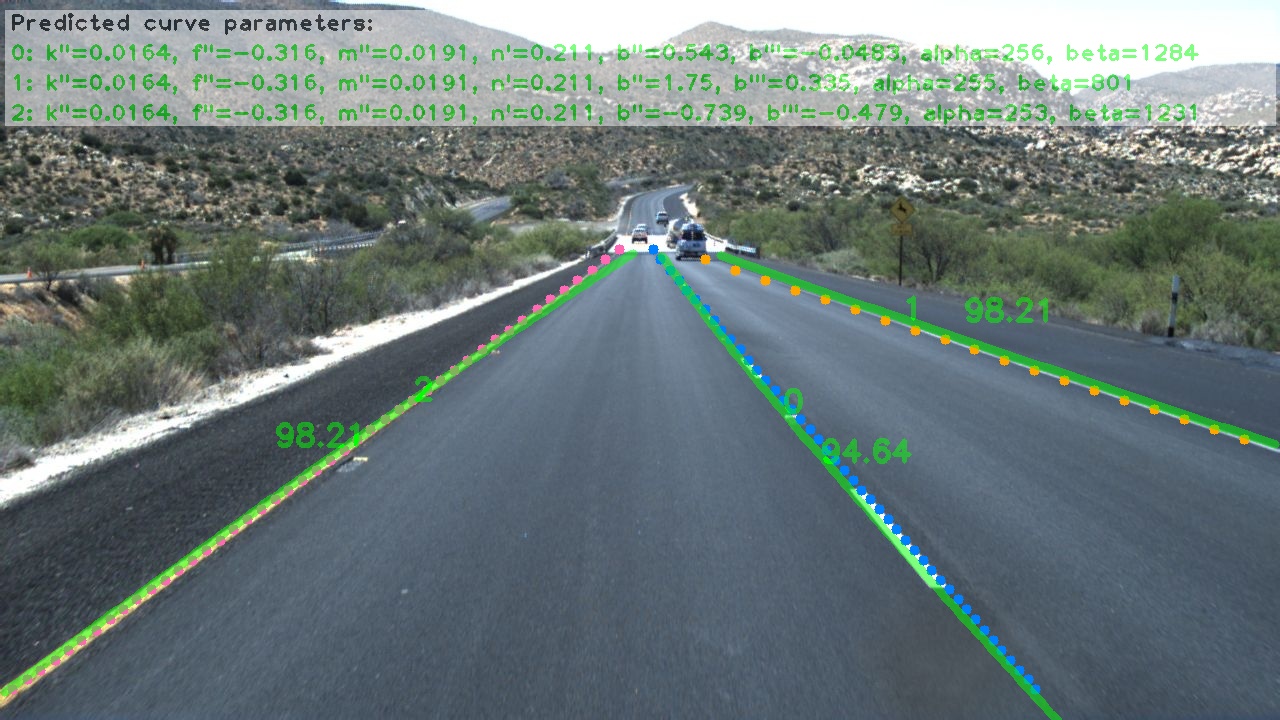 Predicted curve parameters:
0: k''=0.0164, f''=-0.316, m''=0.0191, n'=0.211, b''=0.543, b'''=-0.0483, alpha=256, beta=1284
1: k''=0.0164, f''=-0.316, m''=0.0191, n'=0.211, b''=1.75, b'''=0.335, alpha=255, beta=801
2: k''=0.0164, f''=-0.316, m''=0.0191, n'=0.211, b''=-0.739, b'''=-0.479, alpha=253, beta=1231
1 98.21
2
0
98.21
94.64